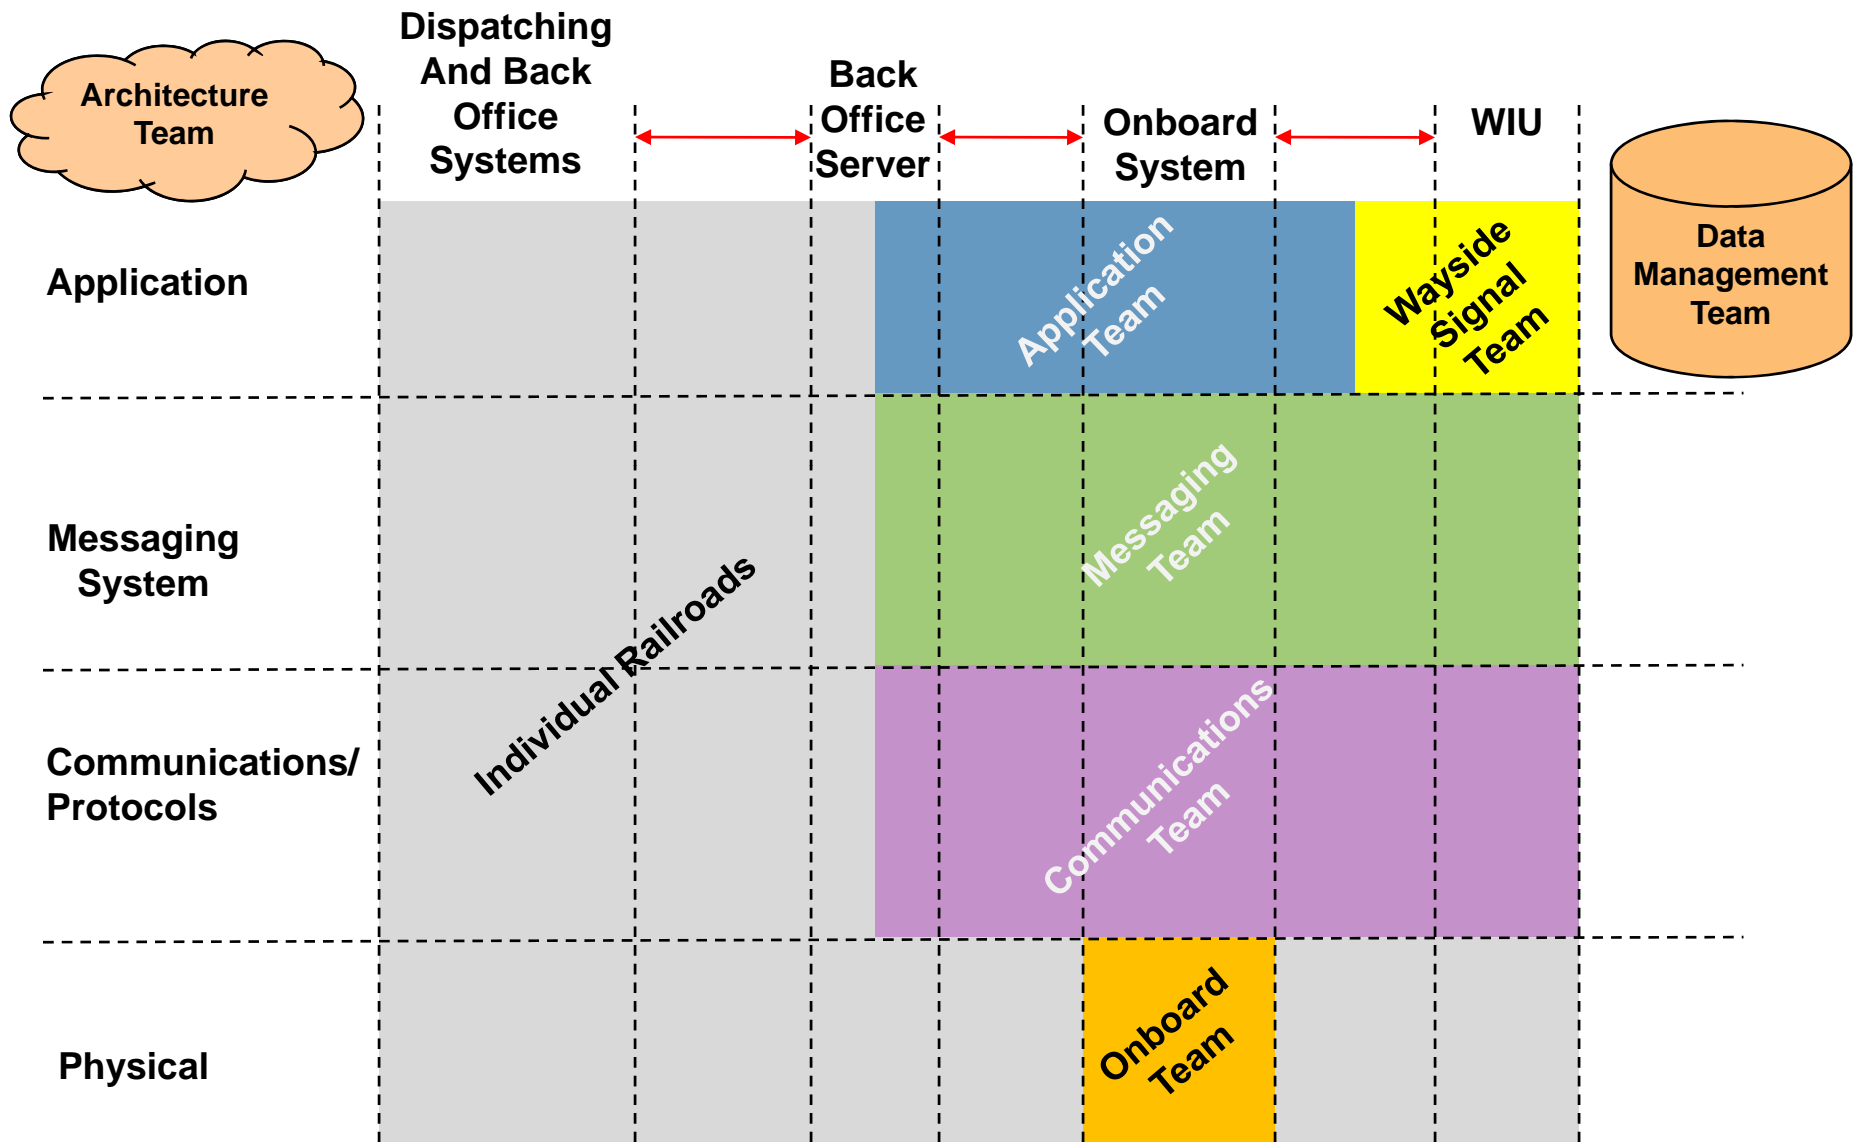 Architecture
Team
Dispatching
And Back
Office
Systems
Back
Office
Server
Onboard
System
WIU
Data
Management
Team
Application
Application
Team
Wayside
Signal
Team
Messaging
System
Messaging
Team
Individual Railroads
Communications/
Protocols
Communications
Team
Physical
Onboard
Team